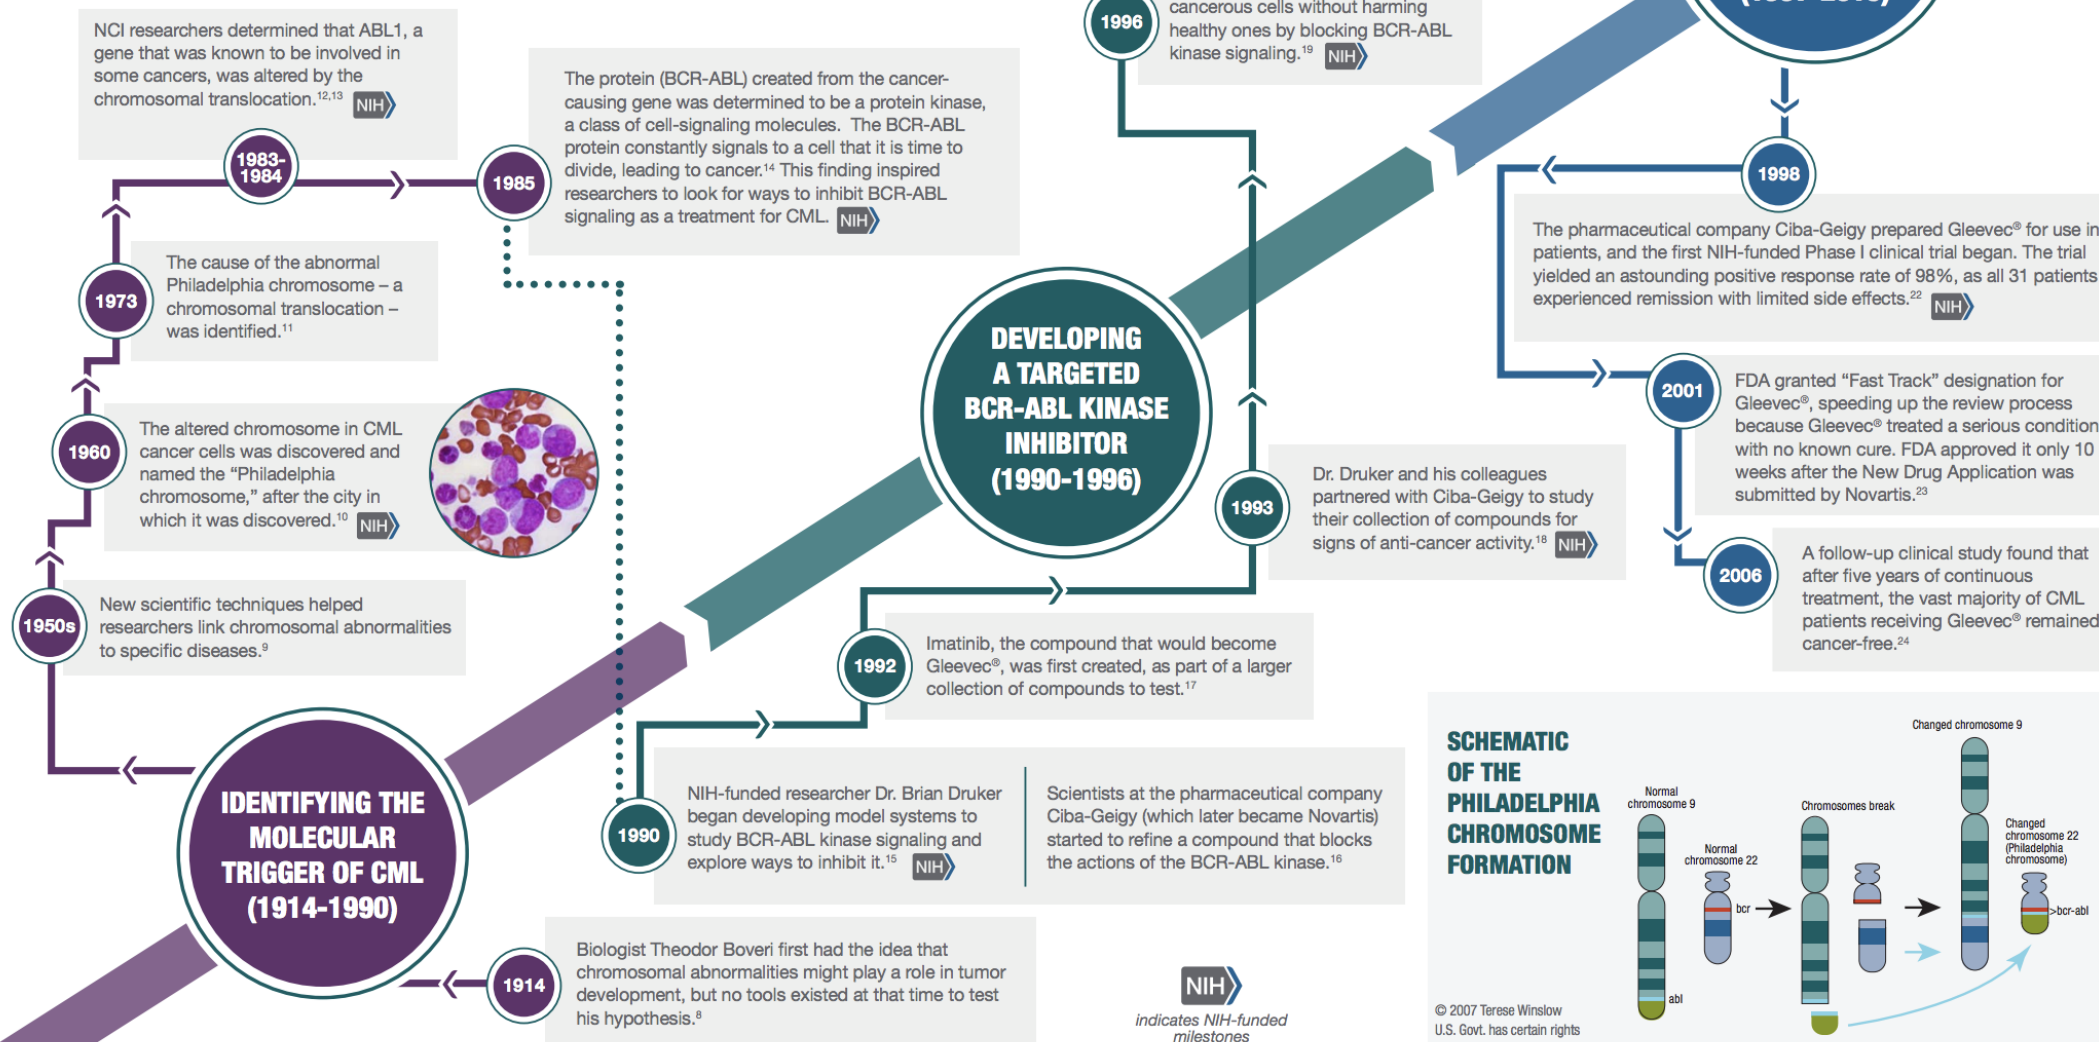 NCI researchers determined that ABL1, a
gene that was known to be involved in
some cancers, was altered by the
chromosomal translocation.12,13 NIH
1983-
1984
The protein (BCR-ABL) created from the cancer-
causing gene was determined to be a protein kinase,
a class of cell-signaling molecules. The BCR-ABL
protein constantly signals to a cell that it is time to
divide, leading to cancer.14 This finding inspired
researchers to look for ways to inhibit BCR-ABL
signaling as a treatment for CML. NIH
1985
The cause of the abnormal
Philadelphia chromosome – a
chromosomal translocation –
was identified.11
1973
The altered chromosome in CML
cancer cells was discovered and
named the “Philadelphia
chromosome,” after the city in
which it was discovered.10 NIH
1960
New scientific techniques helped
researchers link chromosomal abnormalities
to specific diseases.9
1950s
IDENTIFYING THE
MOLECULAR
TRIGGER OF CML
(1914-1990)
1914
Biologist Theodor Boveri first had the idea that
chromosomal abnormalities might play a role in tumor
development, but no tools existed at that time to test
his hypothesis.8
1996
cancerous cells without harming
healthy ones by blocking BCR-ABL
kinase signaling.19 NIH
DEVELOPING
A TARGETED
BCR-ABL KINASE
INHIBITOR
(1990-1996)
1993
Dr. Druker and his colleagues
partnered with Ciba-Geigy to study
their collection of compounds for
signs of anti-cancer activity.18 NIH
1992
Imatinib, the compound that would become
Gleevec®, was first created, as part of a larger
collection of compounds to test.17
1990
NIH-funded researcher Dr. Brian Druker
began developing model systems to
study BCR-ABL kinase signaling and
explore ways to inhibit it.15 NIH
Scientists at the pharmaceutical company
Ciba-Geigy (which later became Novartis)
started to refine a compound that blocks
the actions of the BCR-ABL kinase.16
1998
The pharmaceutical company Ciba-Geigy prepared Gleevec® for use in
patients, and the first NIH-funded Phase I clinical trial began. The trial
yielded an astounding positive response rate of 98%, as all 31 patients
experienced remission with limited side effects.22 NIH
2001
FDA granted “Fast Track” designation for
Gleevec®, speeding up the review process
because Gleevec® treated a serious condition
with no known cure. FDA approved it only 10
weeks after the New Drug Application was
submitted by Novartis.23
2006
A follow-up clinical study found that
after five years of continuous
treatment, the vast majority of CML
patients receiving Gleevec® remained
cancer-free.24
NIH
indicates NIH-funded
milestones
SCHEMATIC
OF THE
PHILADELPHIA
CHROMOSOME
FORMATION
Normal
chromosome 9
Normal
chromosome 22
bcr
abl
Chromosomes break
Changed chromosome 9
Changed
chromosome 22
(Philadelphia
chromosome)
>bcr-abl
© 2007 Terese Winslow
U.S. Govt. has certain rights